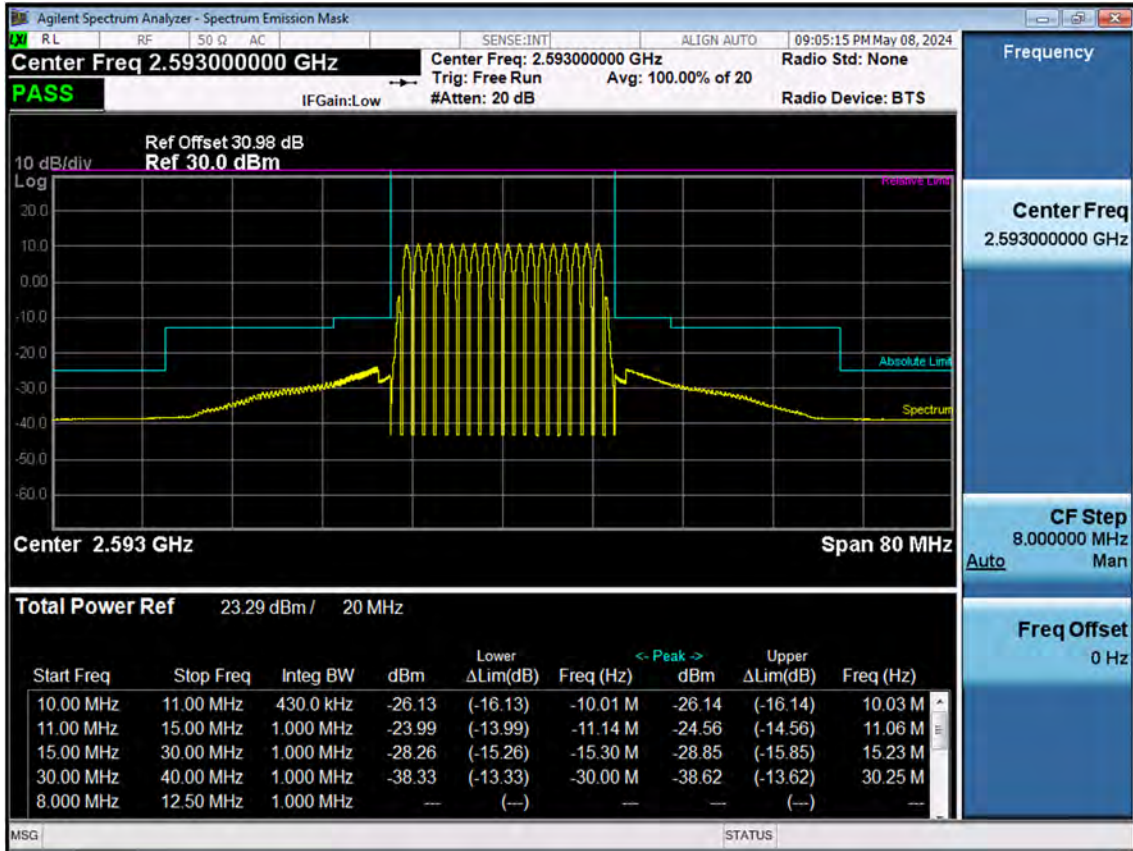 Agilent Spectrum Analyzer - Spectrum Emission Mask
LXI RL RF 50 Ω AC SENSE:INT ALIGN AUTO 09:05:15 PM May 08, 2024
Center Freq 2.593000000 GHz
Center Freq: 2.593000000 GHz
Radio Std: None
Trig: Free Run Avg: 100.00% of 20
PASS
IFGain:Low
#Atten: 20 dB
Radio Device: BTS
Ref Offset 30.98 dB
10 dB/div Ref 30.0 dBm
Log
Relative Limit
20.0
10.0
0.00
-10.0
-20.0
Absolute Limit
-30.0
Spectrum
-40.0
-50.0
-60.0
Center 2.593 GHz Span 80 MHz
Total Power Ref 23.29 dBm / 20 MHz
Lower <- Peak -> Upper
Start Freq Stop Freq Integ BW dBm ΔLim(dB) Freq (Hz) dBm ΔLim(dB) Freq (Hz)
10.00 MHz 11.00 MHz 430.0 kHz -26.13 (-16.13) -10.01 M -26.14 (-16.14) 10.03 M
11.00 MHz 15.00 MHz 1.000 MHz -23.99 (-13.99) -11.14 M -24.56 (-14.56) 11.06 M
15.00 MHz 30.00 MHz 1.000 MHz -28.26 (-15.26) -15.30 M -28.85 (-15.85) 15.23 M
30.00 MHz 40.00 MHz 1.000 MHz -38.33 (-13.33) -30.00 M -38.62 (-13.62) 30.25 M
8.000 MHz 12.50 MHz 1.000 MHz --- (---) --- --- (---) ---
MSG STATUS
Frequency
Center Freq
2.593000000 GHz
CF Step
8.000000 MHz
Auto Man
Freq Offset
0 Hz